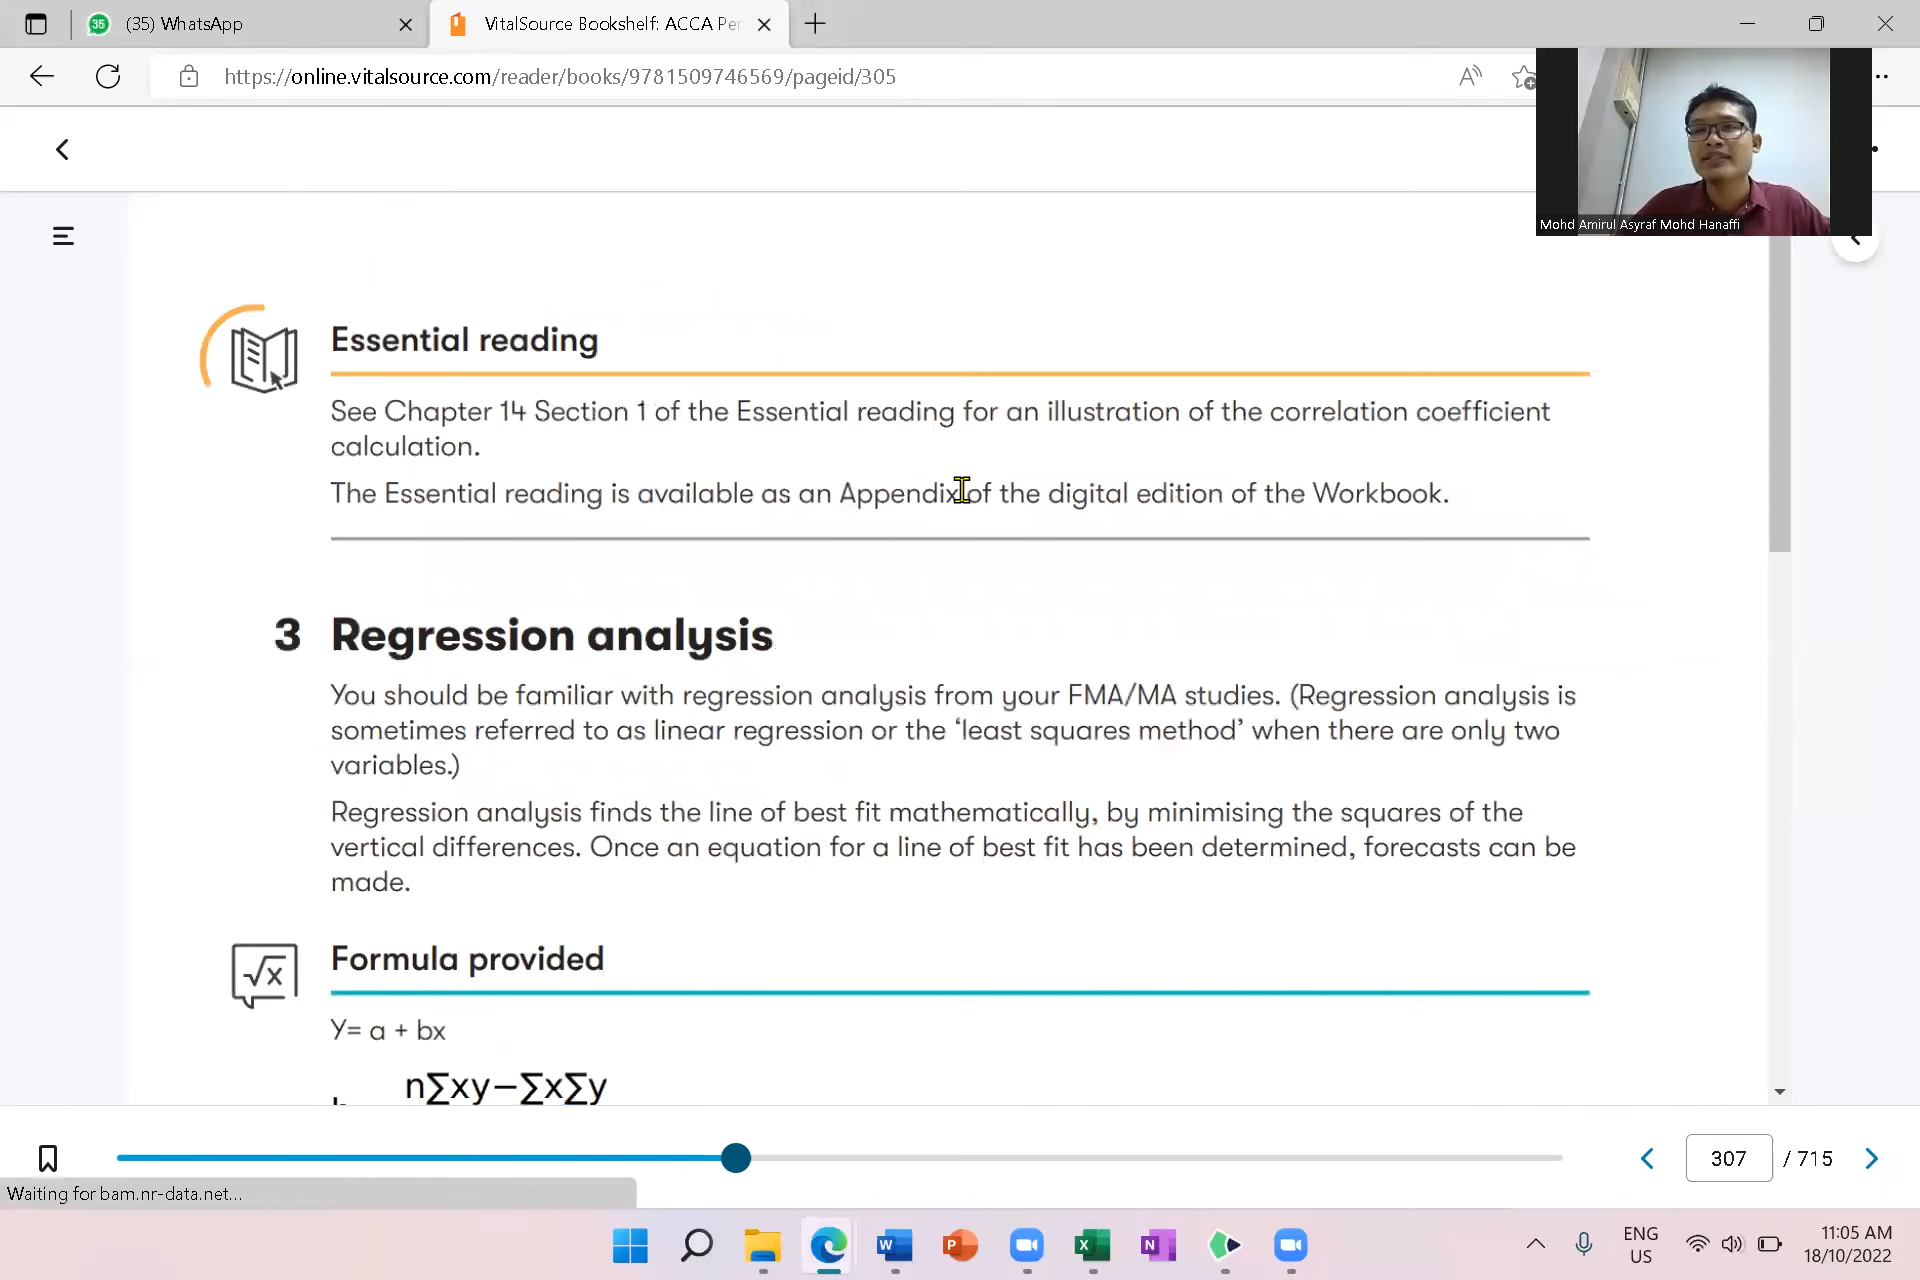 35
(35) WhatsApp
VitalSource Bookshelf: ACCA Per
https://online.vitalsource.com/reader/books/9781509746569/pageid/305
Mohd Amirul Asyraf Mohd Hanaffi
Essential reading
See Chapter 14 Section 1 of the Essential reading for an illustration of the correlation coefficient
calculation.
The Essential reading is available as an Appendix of the digital edition of the Workbook.
3 Regression analysis
You should be familiar with regression analysis from your FMA/MA studies. (Regression analysis is
sometimes referred to as linear regression or the ‘least squares method’ when there are only two
variables.)
Regression analysis finds the line of best fit mathematically, by minimising the squares of the
vertical differences. Once an equation for a line of best fit has been determined, forecasts can be
made.
√x
Formula provided
Y= a + bx
n∑xy−∑x∑y
307 / 715
Waiting for bam.nr-data.net...
W
P
X
N
ENG
US
11:05 AM
18/10/2022